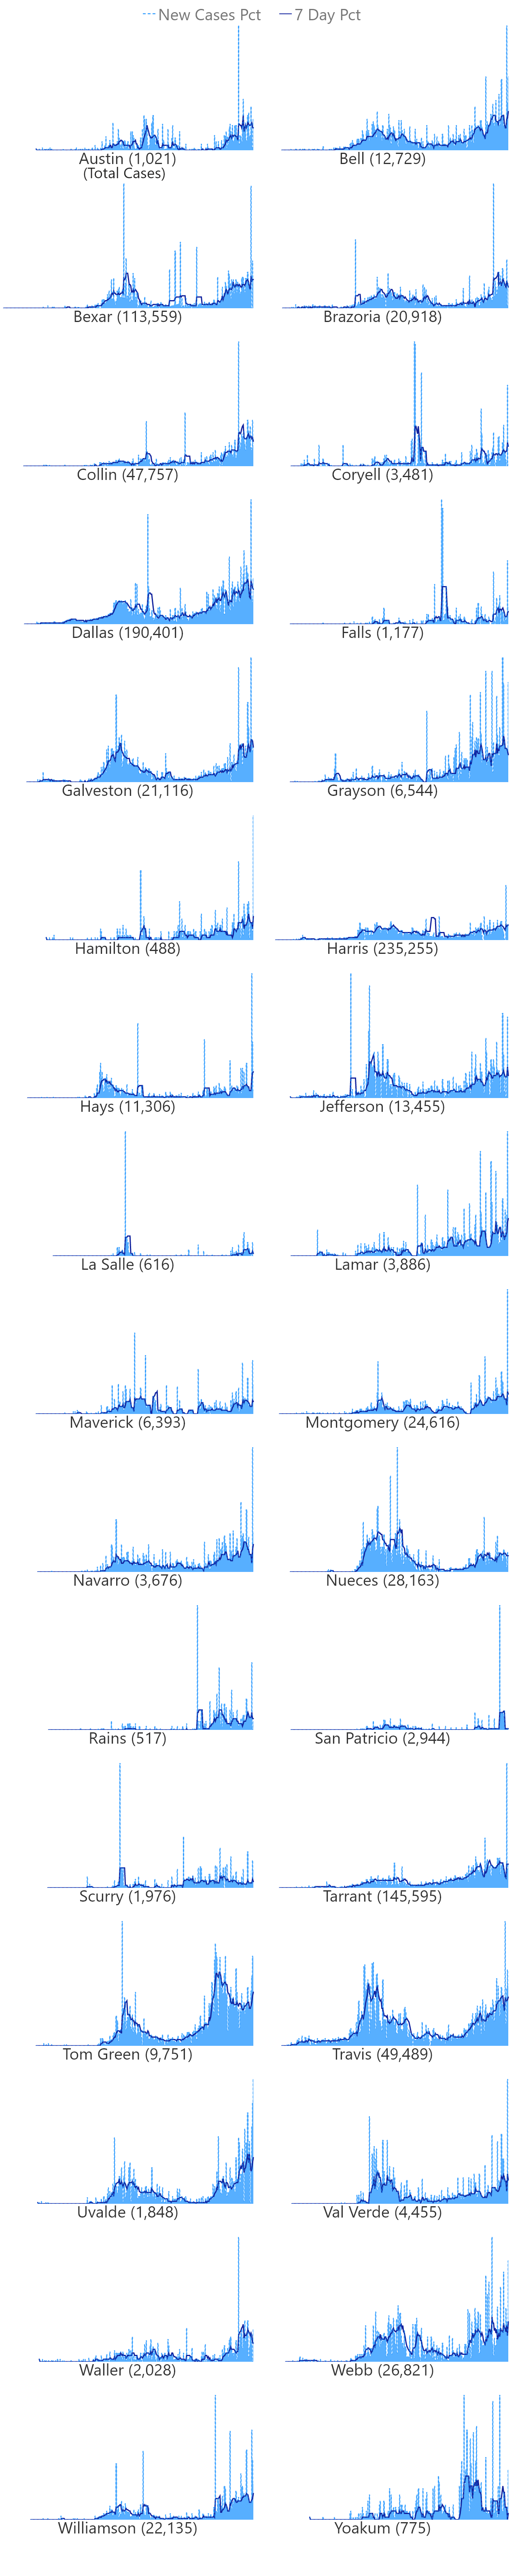 New Cases Pct 7 Day Pct
Austin (1,021) Bell (12,729)
(Total Cases)
Bexar (113,559) Brazoria (20,918)
Collin (47,757) Coryell (3,481)
Dallas (190,401) Falls (1,177)
Galveston (21,116) Grayson (6,544)
Hamilton (488) Harris (235,255)
Hays (11,306) Jefferson (13,455)
La Salle (616) Lamar (3,886)
Maverick (6,393) Montgomery (24,616)
Navarro (3,676) Nueces (28,163)
Rains (517) San Patricio (2,944)
Scurry (1,976) Tarrant (145,595)
Tom Green (9,751) Travis (49,489)
Uvalde (1,848) Val Verde (4,455)
Waller (2,028) Webb (26,821)
Williamson (22,135) Yoakum (775)